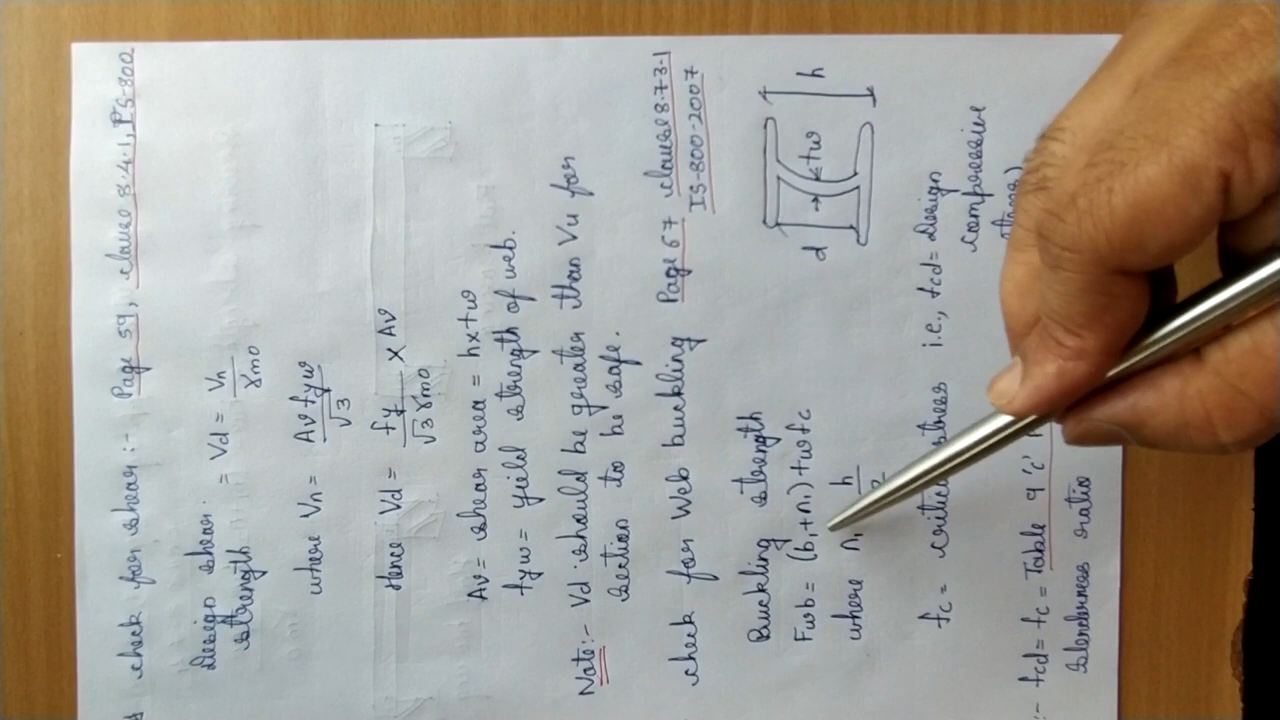 check for shear :- Page 59, clause 8.4.1, IS-800
Design shear strength = Vd = Vn / γm0
where Vn = Av fyw / √3
Hence Vd = fy / √3 γm0 × Av
Av = shear area = h x tw
fyw = yield strength of web.
Note:- Vd should be greater than Vu for
section to be safe.
check for Web buckling Page 67 clause 8.7.3.1
IS-800-2007
Buckling strength
Fwb = (b1 + n1) tw fc
where n1 h
d
tw
h
fc = stress i.e., fcd = Design
compressive
:- fcd = fc = Table 9 'c'
slenderness ratio